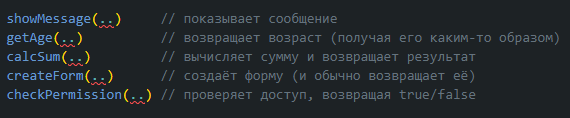 showMessage(..)     // показывает сообщение
getAge(..)          // возвращает возраст (получая его каким-то образом)
calcSum(..)         // вычисляет сумму и возвращает результат
createForm(..)      // создаёт форму (и обычно возвращает её)
checkPermission(..) // проверяет доступ, возвращая true/false